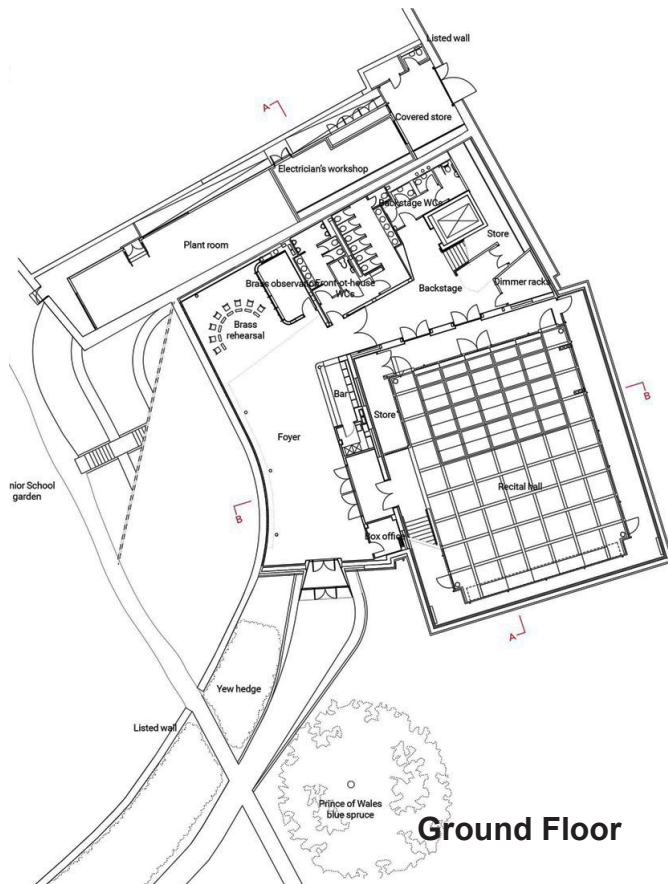 Listed wall
A
Covered store
Electrician's workshop
Backstage WCs
Plant room
Store
Brass observation
Front-of-house
WCs
Backstage
Dimmer racks
Brass
rehearsal
B
Bar
Store
Foyer
nior School
garden
Recital hall
B
Box office
A
Yew hedge
Listed wall
Prince of Wales
blue spruce
Ground Floor